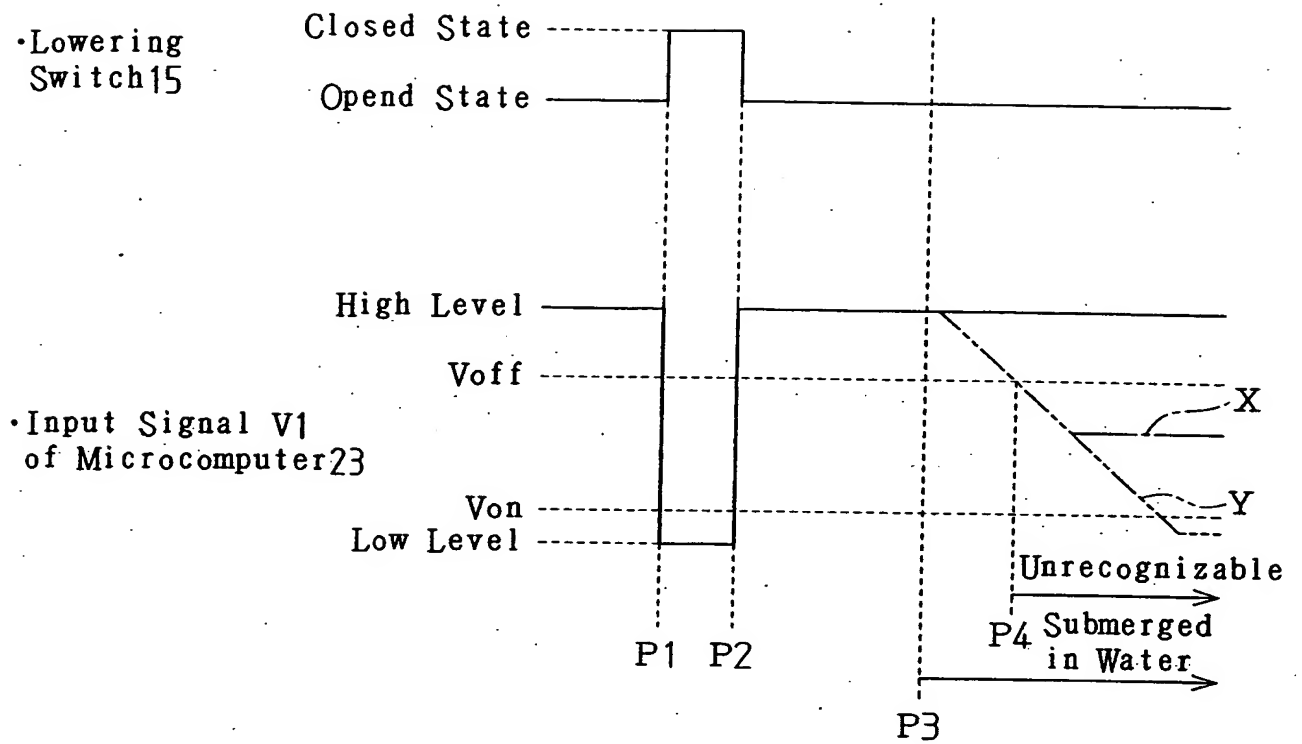 ·Lowering
Switch15
Closed State
Opend State
High Level
Voff
X
·Input Signal V1
of Microcomputer23
Von
Y
Low Level
Unrecognizable
P1 P2
P4 Submerged
in Water
P3